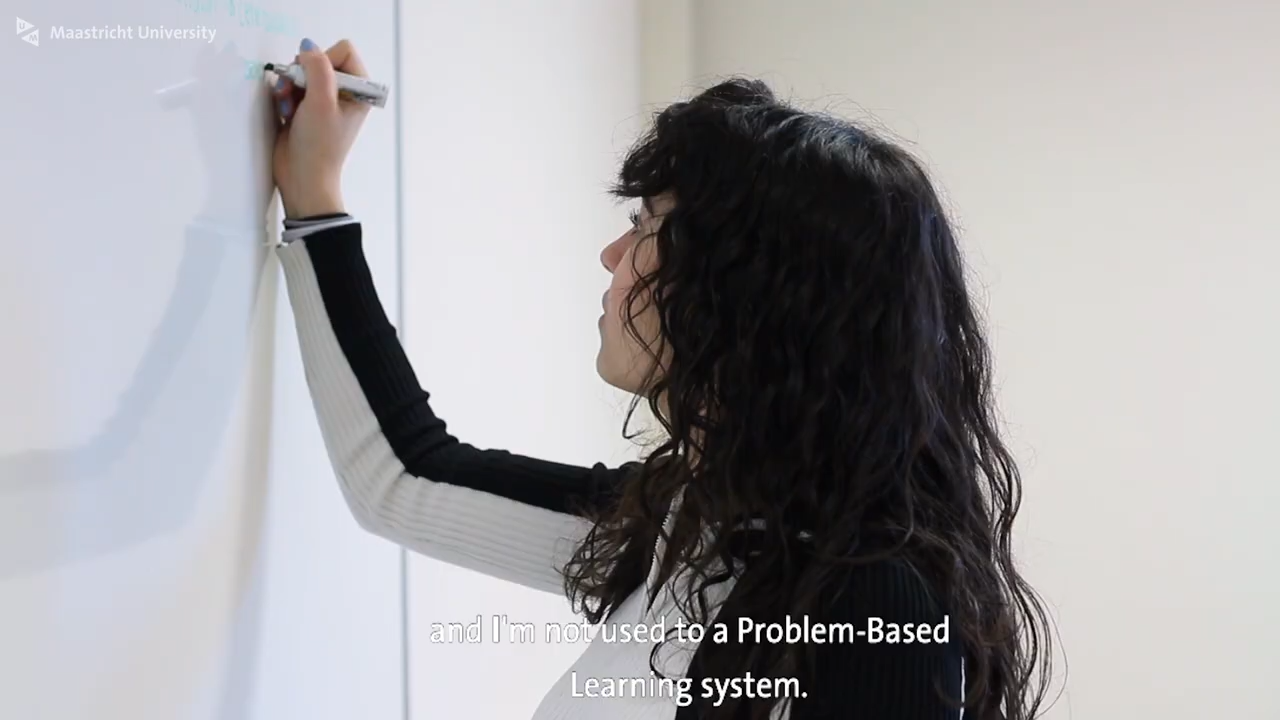 Maastricht University
and I'm not used to a Problem-Based
Learning system.